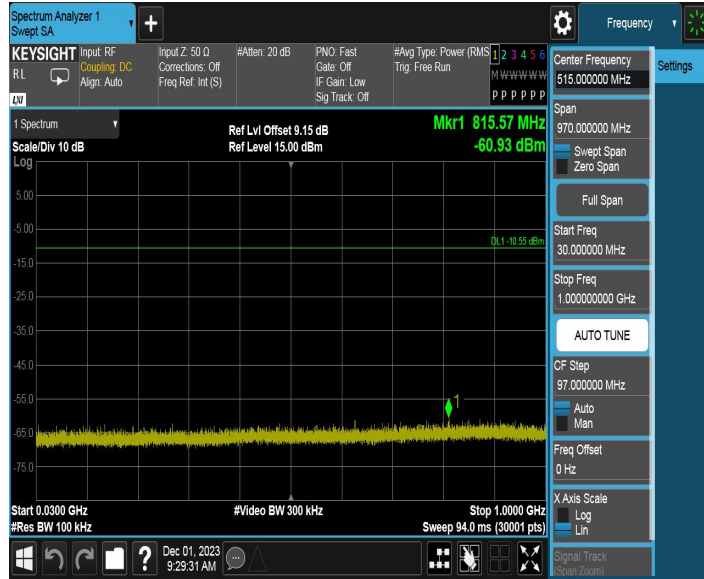 Spectrum Analyzer 1
Swept SA
+
Frequency
KEYSIGHT
RL
LXI
Input: RF
Coupling: DC
Align: Auto
Input Z: 50 Ω
Corrections: Off
Freq Ref: Int (S)
#Atten: 20 dB
PNO: Fast
Gate: Off
IF Gain: Low
Sig Track: Off
#Avg Type: Power (RMS
Trig: Free Run
1 2 3 4 5 6
M W W W W W
P P P P P P
1 Spectrum
Scale/Div 10 dB
Ref Lvl Offset 9.15 dB
Ref Level 15.00 dBm
Mkr1 815.57 MHz
-60.93 dBm
Log
5.00
-5.00
DL1 -10.55 dBm
-15.0
-25.0
-35.0
-45.0
-55.0
1
-65.0
-75.0
Start 0.0300 GHz
#Video BW 300 kHz
Stop 1.0000 GHz
#Res BW 100 kHz
Sweep 94.0 ms (30001 pts)
?
Dec 01, 2023
9:29:31 AM
Center Frequency
515.000000 MHz
Settings
Span
970.000000 MHz
Swept Span
Zero Span
Full Span
Start Freq
30.000000 MHz
Stop Freq
1.000000000 GHz
AUTO TUNE
CF Step
97.000000 MHz
Auto
Man
Freq Offset
0 Hz
X Axis Scale
Log
Lin
Signal Track
(Span Zoom)